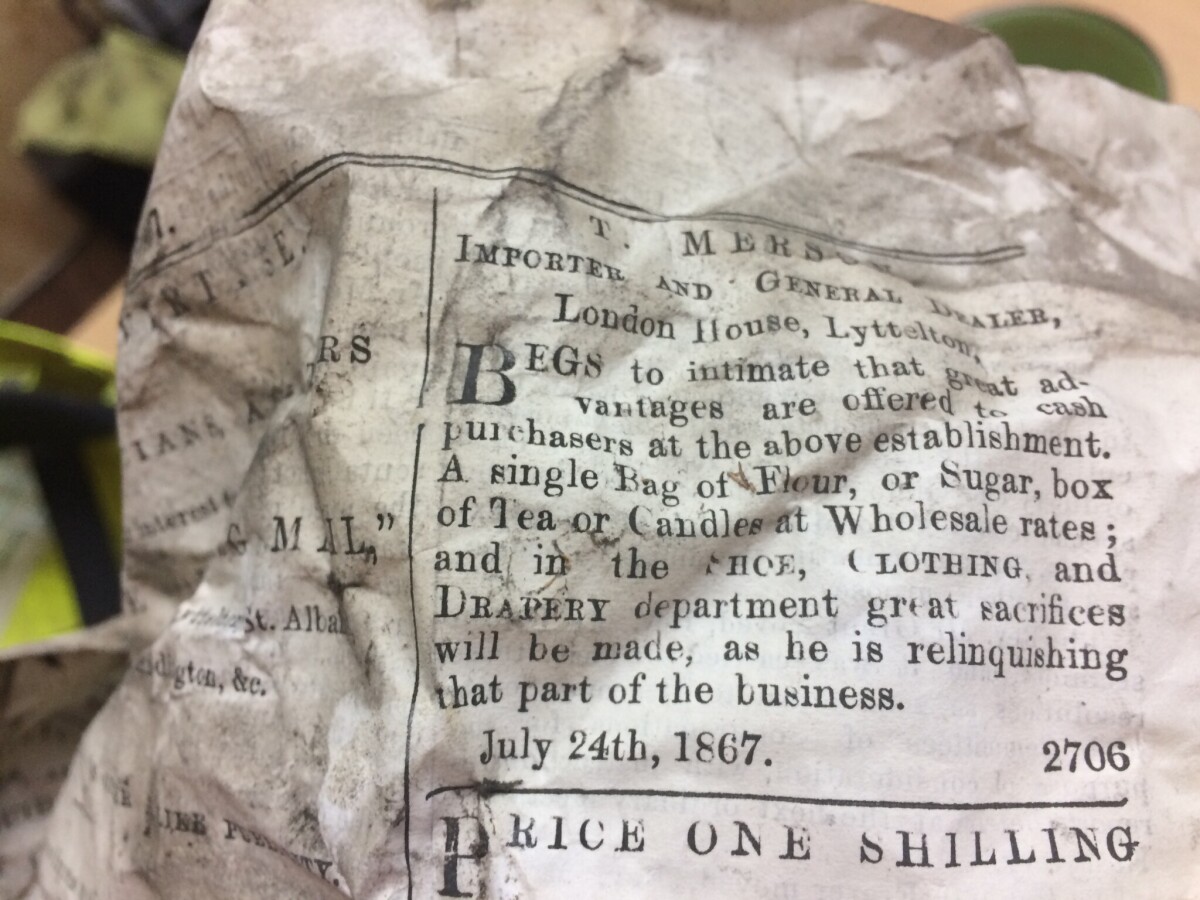 RS
G MAIL,"
St. Alba
&c.
T. MERS
IMPORTER AND GENERAL DEALER,
London House, Lyttelton,
BEGS to intimate that great ad-
vantages are offered to cash
purchasers at the above establishment.
A single Bag of Flour, or Sugar, box
of Tea or Candles at Wholesale rates;
and in the SHOE, CLOTHING, and
DRAPERY department great sacrifices
will be made, as he is relinquishing
that part of the business.
July 24th, 1867. 2706
PRICE ONE SHILLING